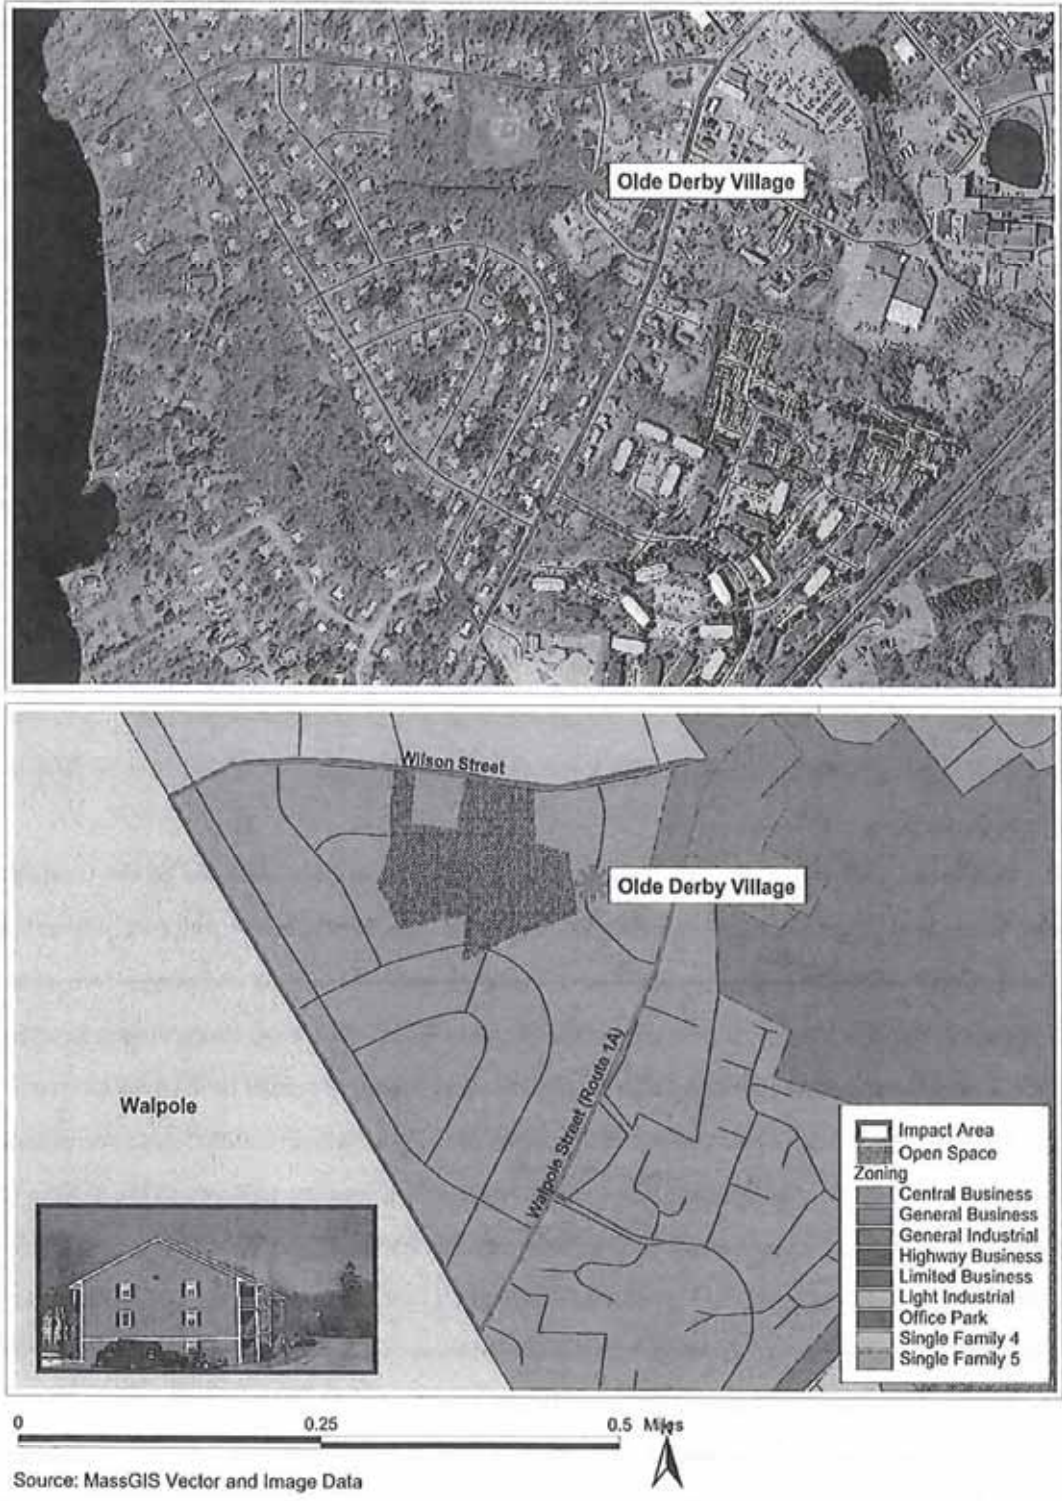 Olde Derby Village
Wilson Street
Olde Derby Village
Walpole Street (Route 1A)
Walpole
Impact Area
Open Space
Zoning
Central Business
General Business
General Industrial
Highway Business
Limited Business
Light Industrial
Office Park
Single Family 4
Single Family 5
0 0.25 0.5 Miles
N
Source: MassGIS Vector and Image Data